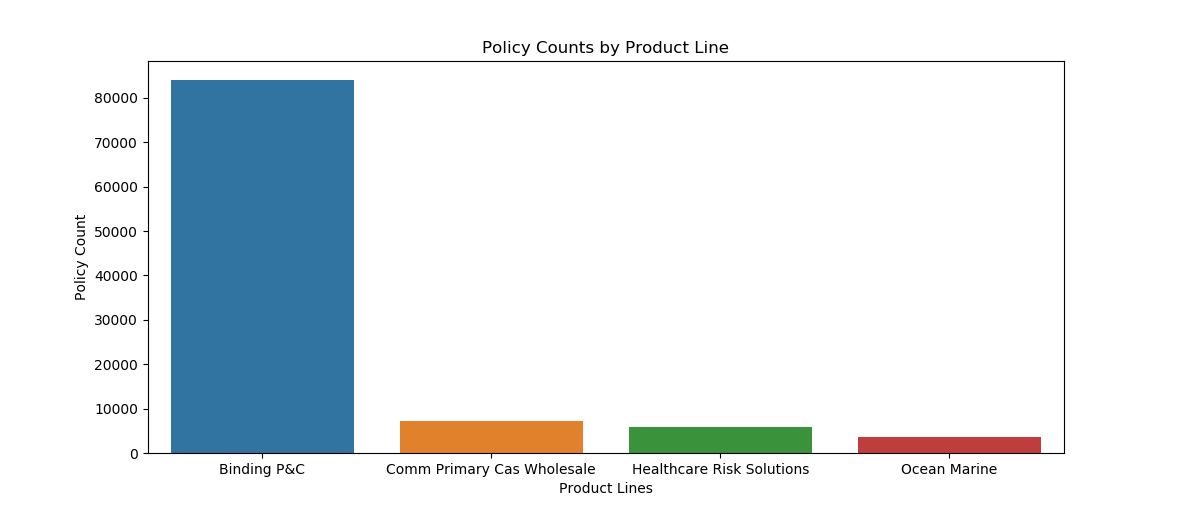 Policy Counts by Product Line
80000
70000
60000
50000
40000
30000
20000
10000
0
Policy Count
Binding P&C
Comm Primary Cas Wholesale
Healthcare Risk Solutions
Ocean Marine
Product Lines